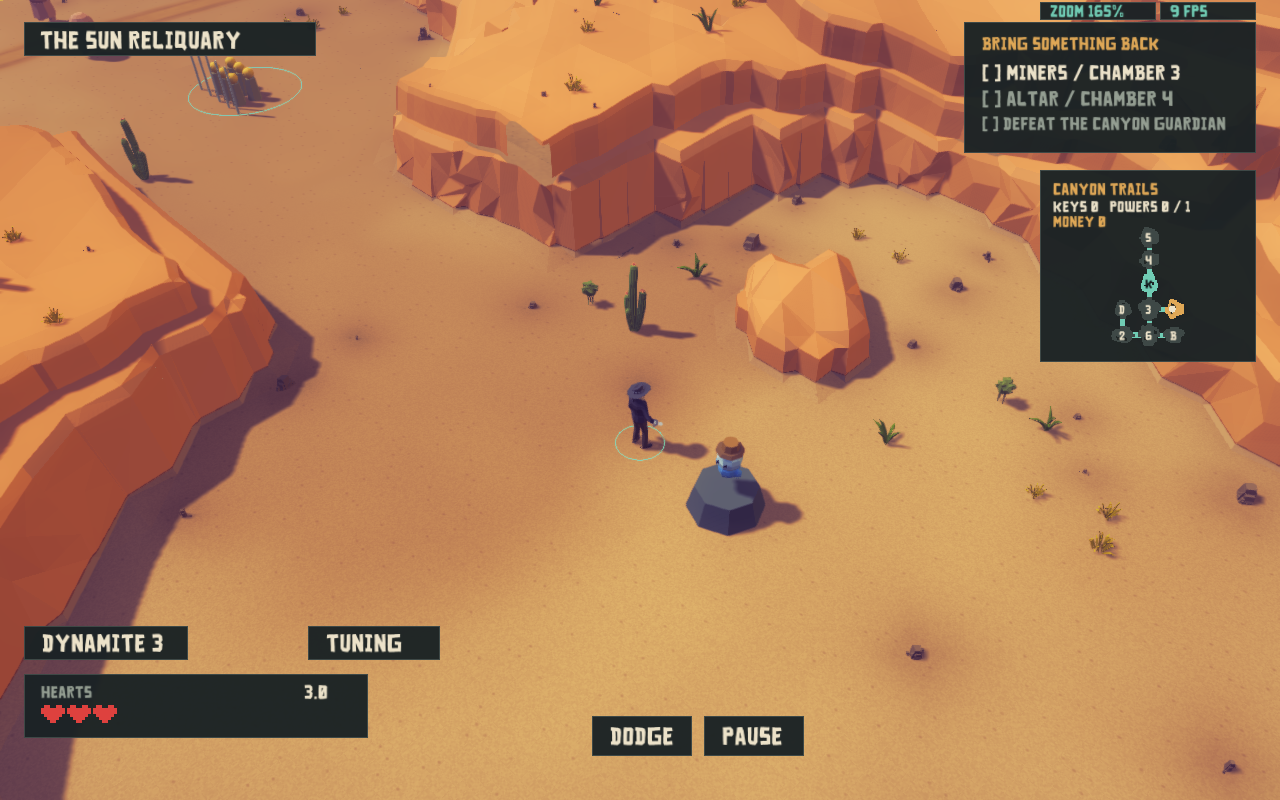 ZOOM 165% 9 FPS
THE SUN RELIQUARY
BRING SOMETHING BACK
[ ] MINERS / CHAMBER 3
[ ] ALTAR / CHAMBER 4
[ ] DEFEAT THE CANYON GUARDIAN
CANYON TRAILS
KEYS 0 POWERS 0 / 1
MONEY 0
5
4
D 3
2 6 B
DYNAMITE 3
TUNING
HEARTS 3.0
DODGE
PAUSE